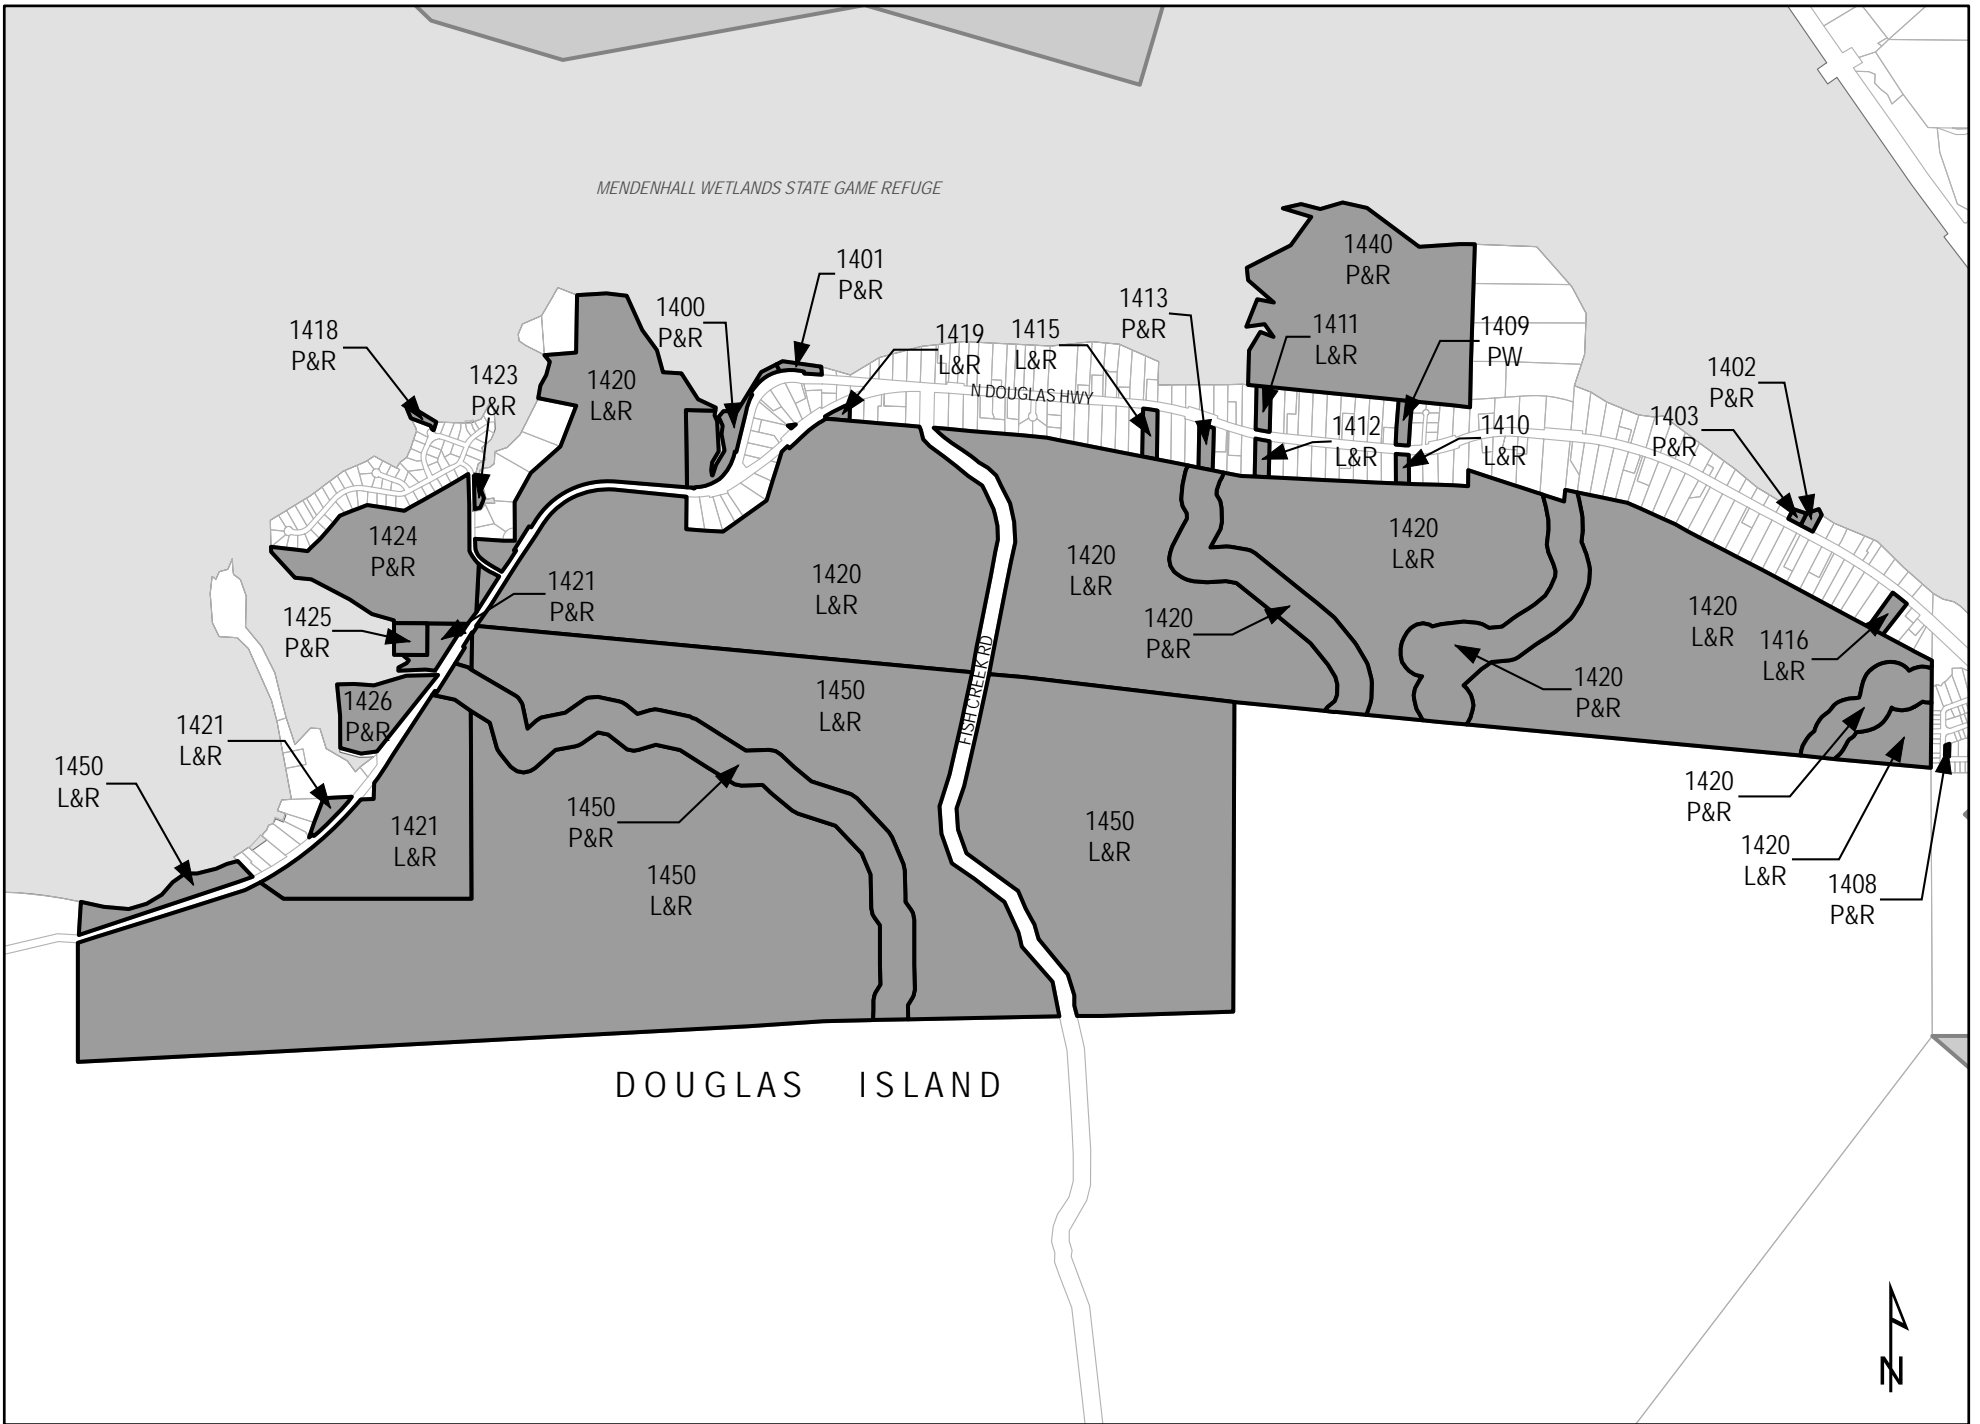 MENDENHALL WETLANDS STATE GAME REFUGE
1440
P&R
1401
P&R
1413
P&R
1400
P&R
1418
P&R
1419
L&R
1415
L&R
1411
L&R
1409
PW
1402
P&R
1423
P&R
1420
L&R
N DOUGLAS HWY
1403
P&R
1412
L&R
1410
L&R
1424
P&R
1420
L&R
1420
L&R
1420
L&R
1421
P&R
1425
P&R
1420
P&R
1420
L&R
1416
L&R
FISH CREEK RD
1426
P&R
1450
L&R
1420
P&R
1421
L&R
1450
L&R
1420
P&R
1450
P&R
1421
L&R
1450
L&R
1420
L&R
1450
L&R
1408
P&R
DOUGLAS ISLAND
N